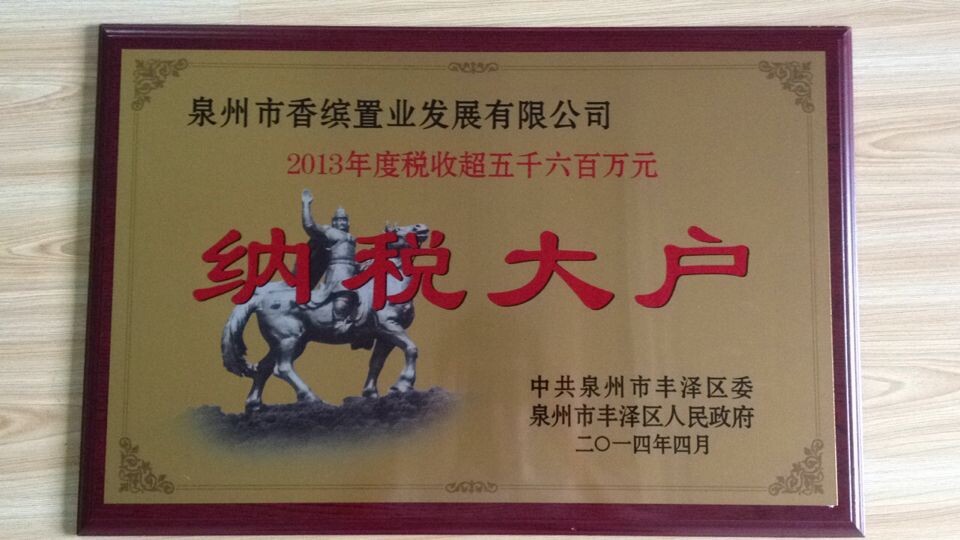 泉州市香缤置业发展有限公司
2013年度税收超五千六百万元
纳税大户
中共泉州市丰泽区委
泉州市丰泽区人民政府
二〇一四年四月